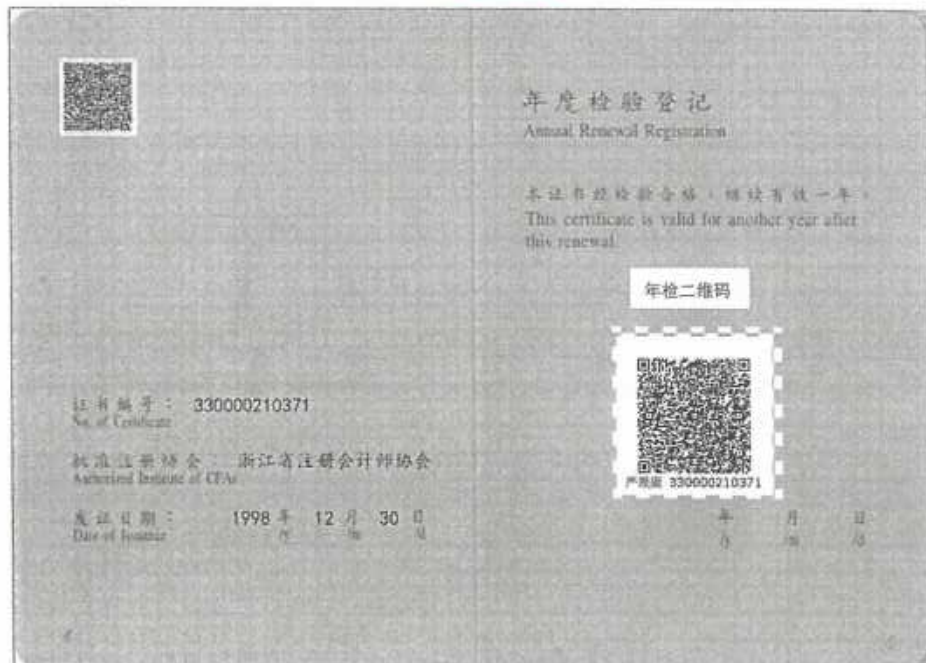 证书编号： 330000210371
No. of Certificate
批准注册协会 浙江省注册会计师协会
Authorized Institute of CPAs
发证日期： 1998 年 12 月 30 日
Date of Issuance /y /m /d
年度检验登记
Annual Renewal Registration
本证书经检验合格，继续有效一年。
This certificate is valid for another year after
this renewal.
年检二维码
330000210371
年 月 日
/y /m /d